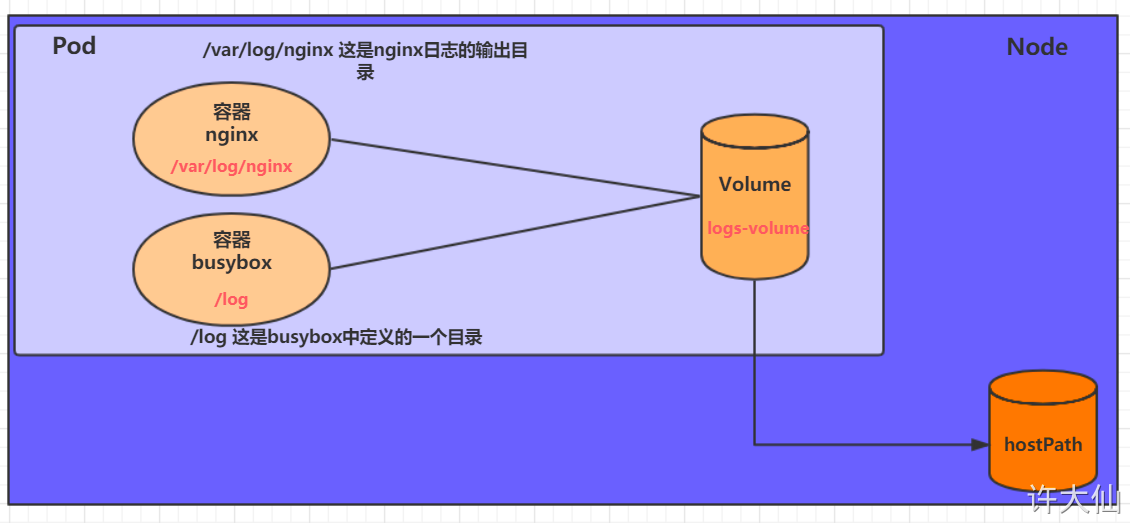 Pod
/var/log/nginx 这是nginx日志的输出目
录
Node
容器
nginx
/var/log/nginx
Volume
logs-volume
容器
busybox
/log
/log 这是busybox中定义的一个目录
hostPath
许大仙